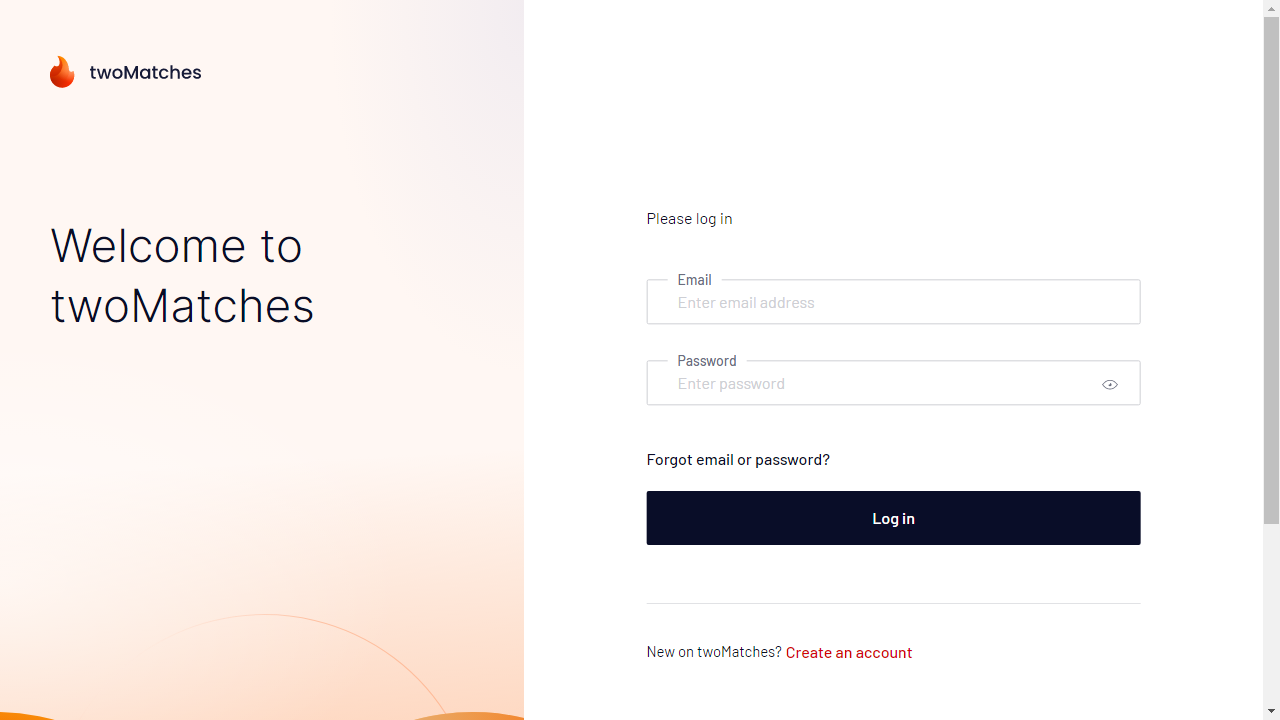 twoMatches
Welcome to
twoMatches
Please log in
Email
Enter email address
Password
Enter password
Forgot email or password?
Log in
New on twoMatches? Create an account